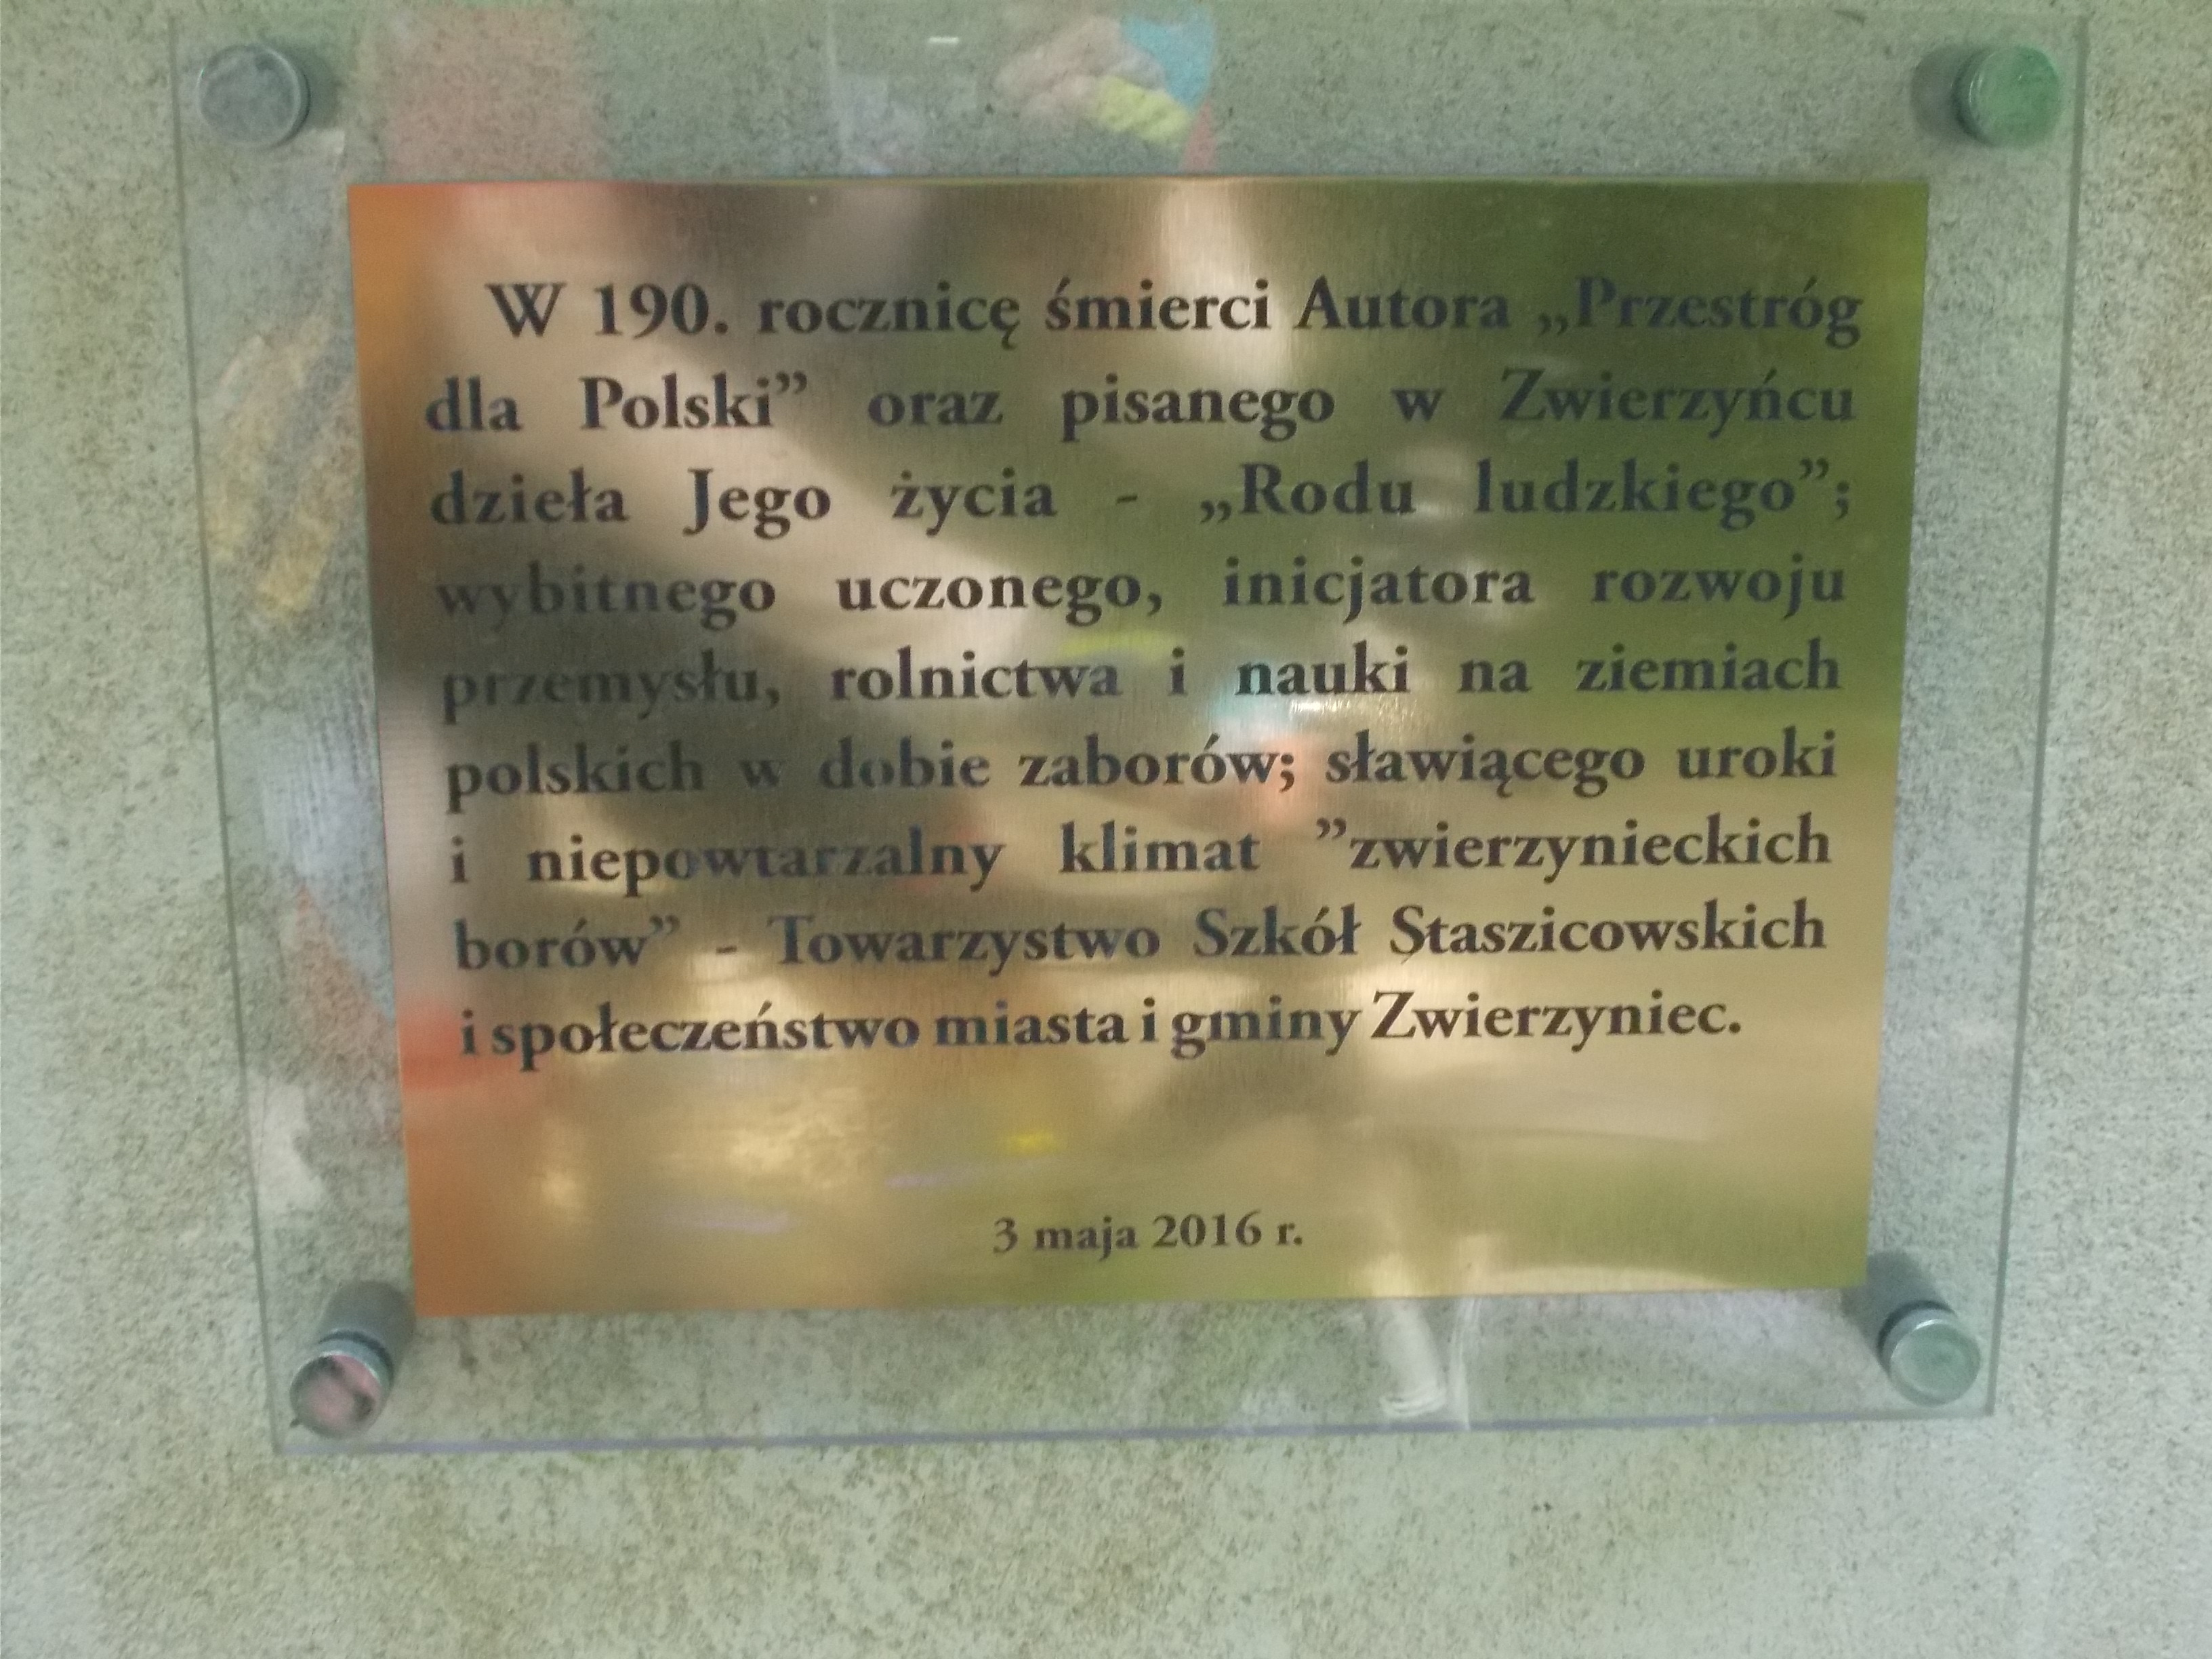 W 190. rocznicę śmierci Autora „Przestróg
dla Polski” oraz pisanego w Zwierzyńcu
dzieła Jego życia - „Rodu ludzkiego”;
wybitnego uczonego, inicjatora rozwoju
przemysłu, rolnictwa i nauki na ziemiach
polskich w dobie zaborów; sławiącego uroki
i niepowtarzalny klimat ”zwierzynieckich
borów” - Towarzystwo Szkół Staszicowskich
i społeczeństwo miasta i gminy Zwierzyniec.
3 maja 2016 r.